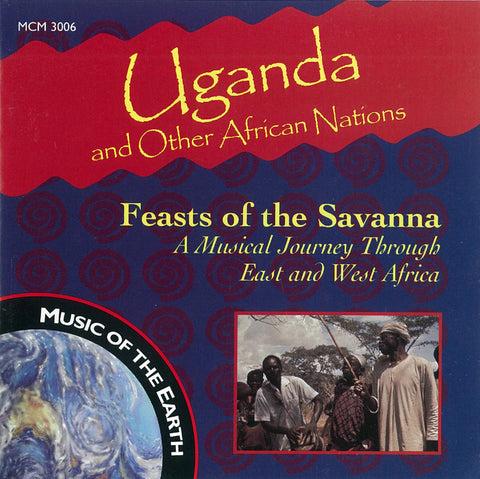 MCM 3006
Uganda
and Other African Nations
Feasts of the Savanna
A Musical Journey Through
East and West Africa
MUSIC OF THE EARTH